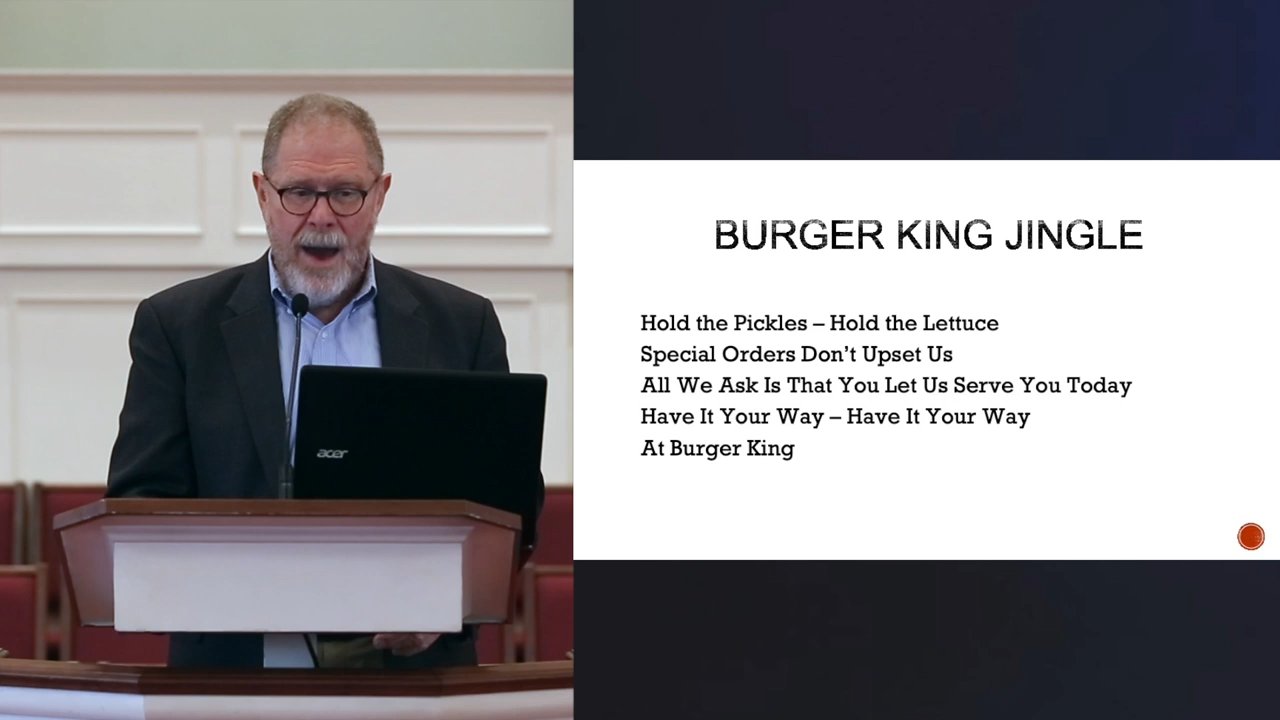 acer
BURGER KING JINGLE
Hold the Pickles – Hold the Lettuce
Special Orders Don’t Upset Us
All We Ask Is That You Let Us Serve You Today
Have It Your Way – Have It Your Way
At Burger King